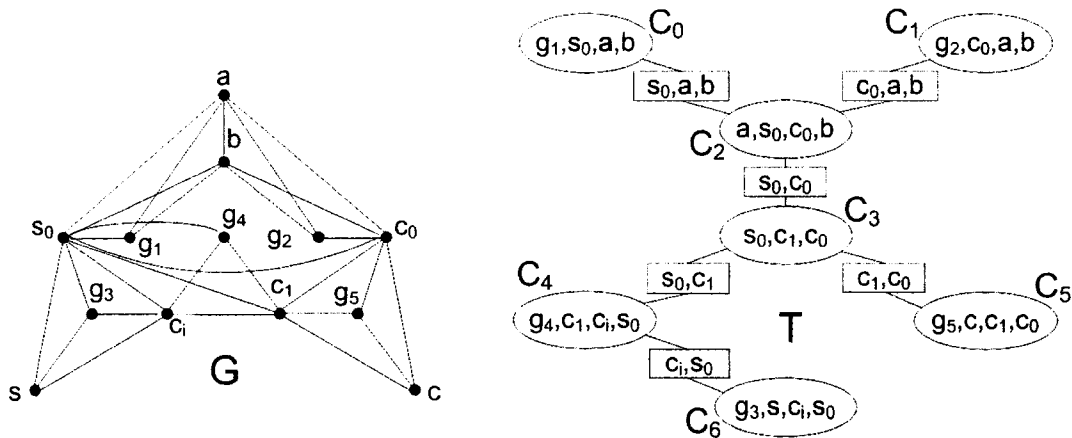 a
b
s₀
g₁
g₄
g₂
c₀
g₃
cᵢ
c₁
g₅
s
c
G
C₀
g₁,s₀,a,b
C₁
g₂,c₀,a,b
s₀,a,b
c₀,a,b
C₂
a,s₀,c₀,b
s₀,c₀
C₃
s₀,c₁,c₀
s₀,c₁
c₁,c₀
C₄
g₄,c₁,cᵢ,s₀
C₅
g₅,c,c₁,c₀
T
cᵢ,s₀
C₆
g₃,s,cᵢ,s₀